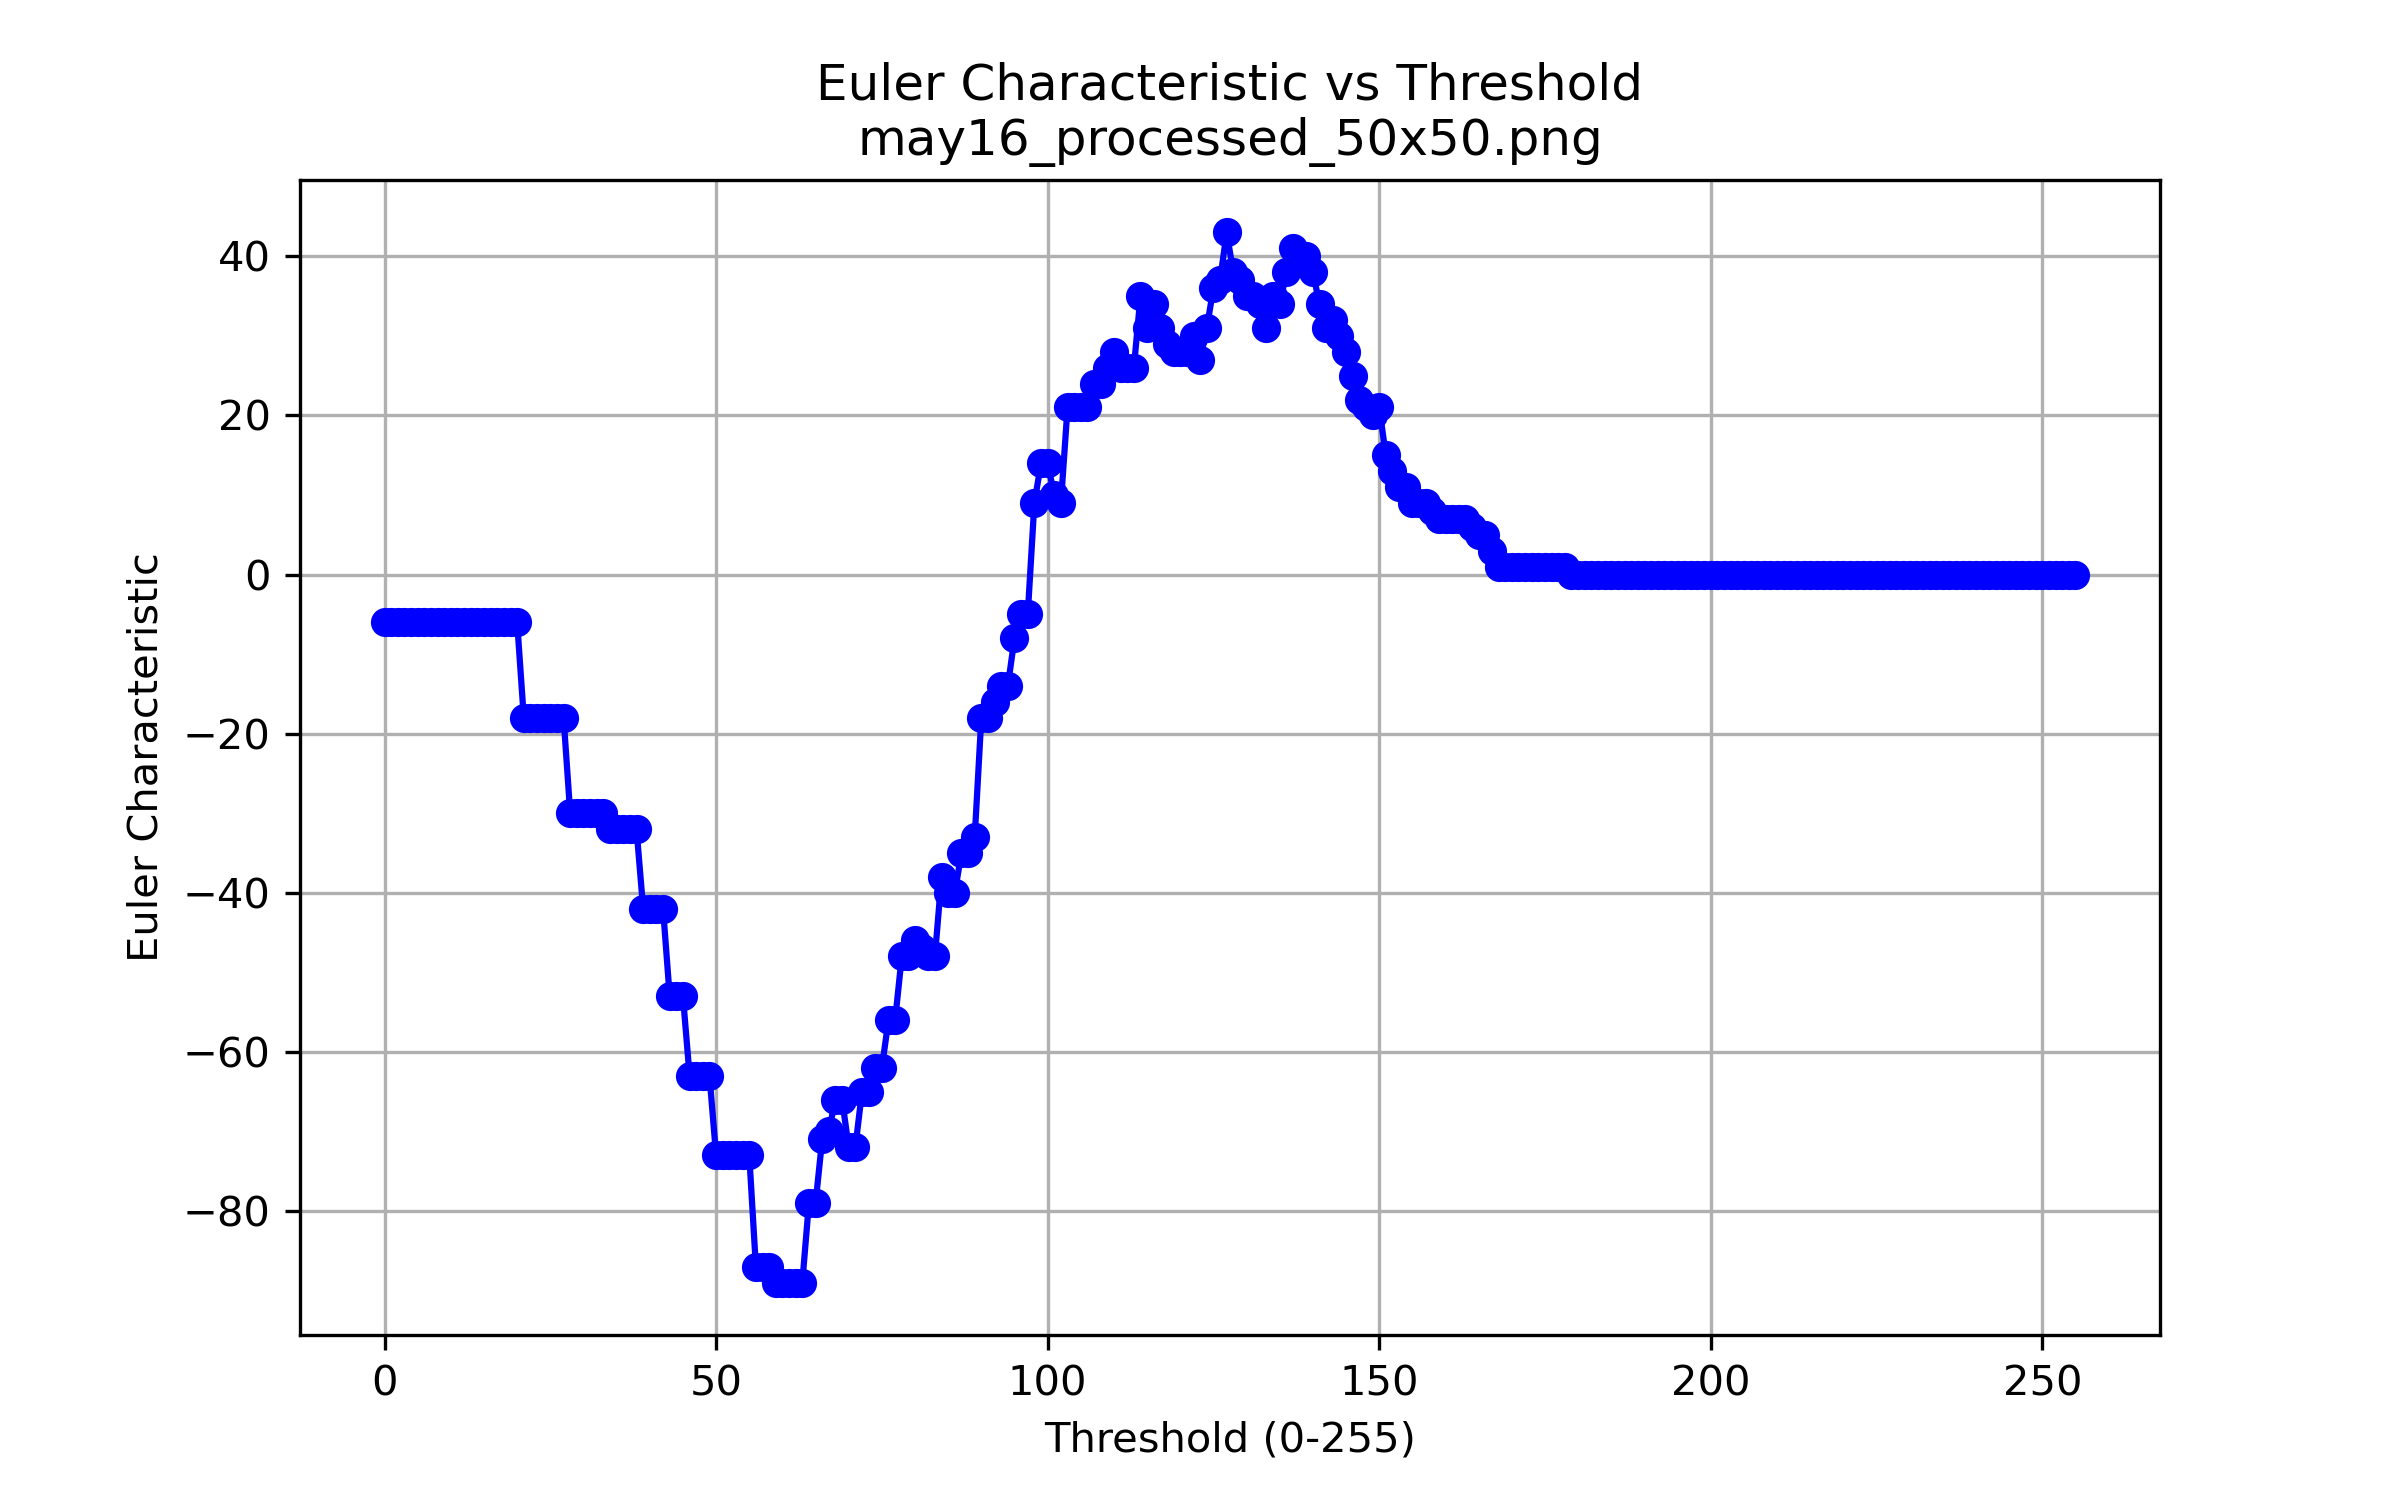 Euler Characteristic vs Threshold
may16_processed_50x50.png
Euler Characteristic
40
20
0
−20
−40
−60
−80
0 50 100 150 200 250
Threshold (0-255)